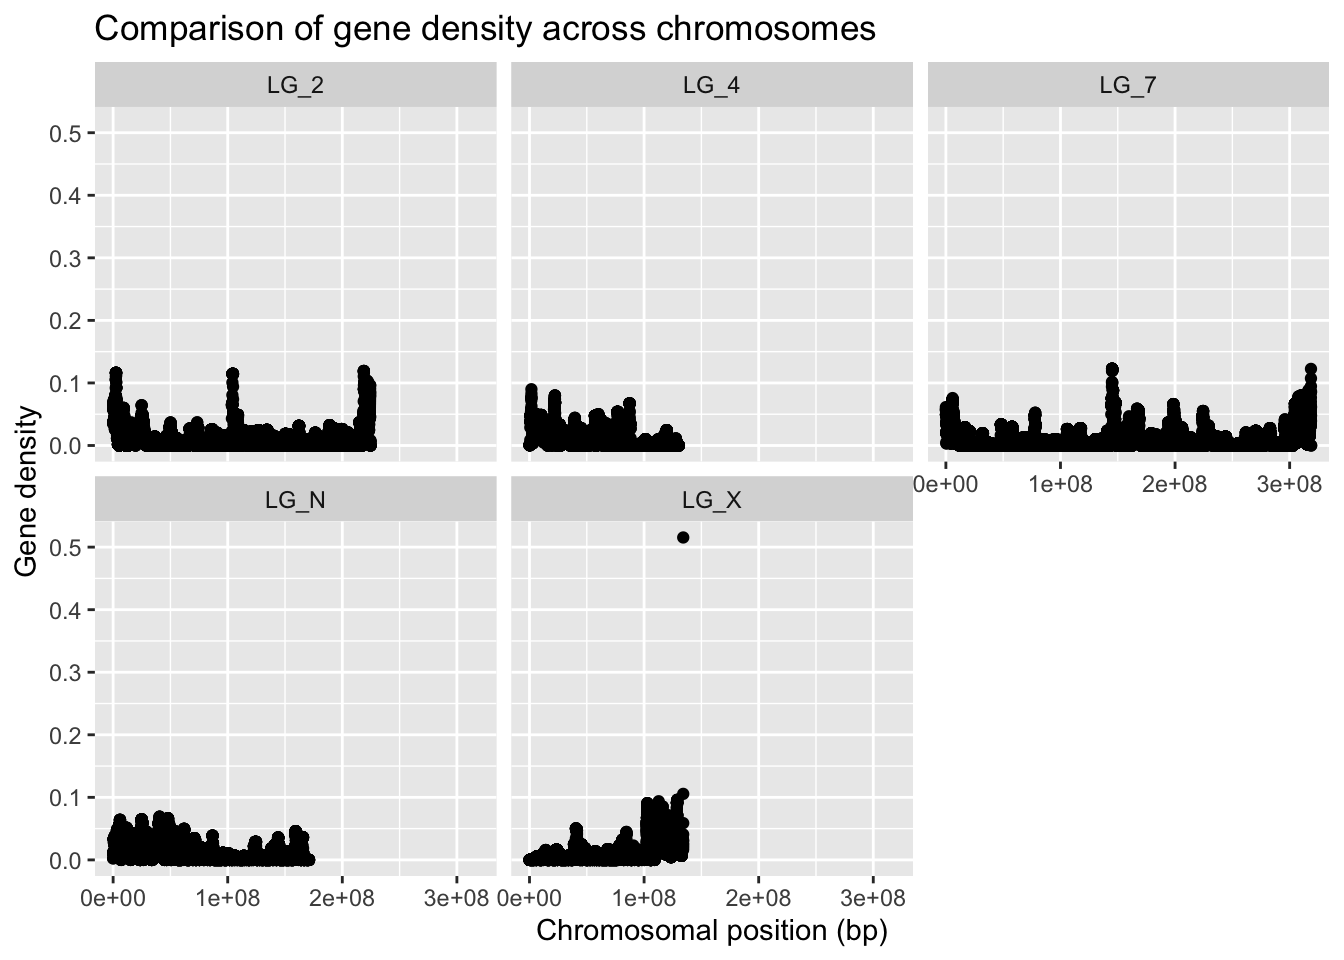 Comparison of gene density across chromosomes
LG_2
LG_4
LG_7
0.5
0.4
0.3
0.2
0.1
0.0
0e+00 1e+08 2e+08 3e+08
Gene density
LG_N
LG_X
0.5
0.4
0.3
0.2
0.1
0.0
0e+00 1e+08 2e+08 3e+08
0e+00 1e+08 2e+08 3e+08
Chromosomal position (bp)